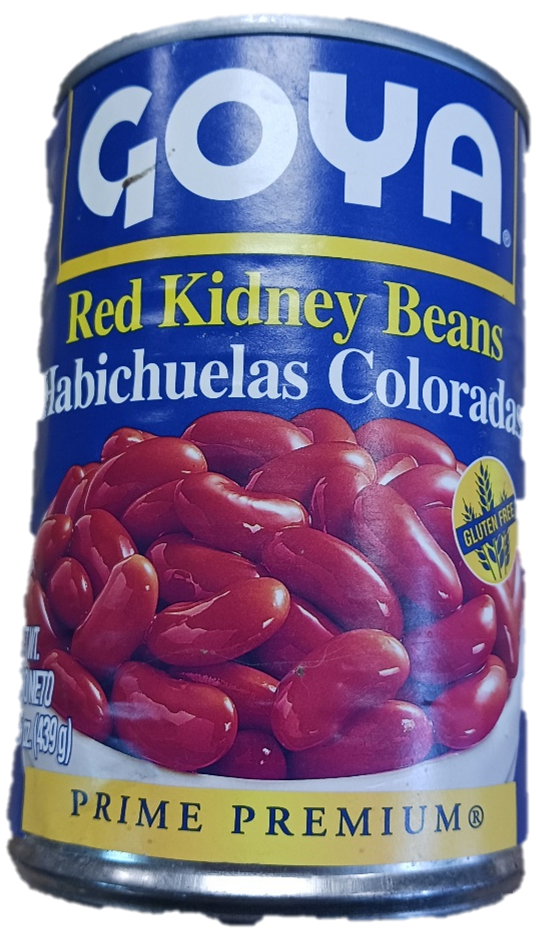 GOYA®
Red Kidney Beans
Habichuelas Coloradas
GLUTEN FREE
(439 g)
PRIME PREMIUM®